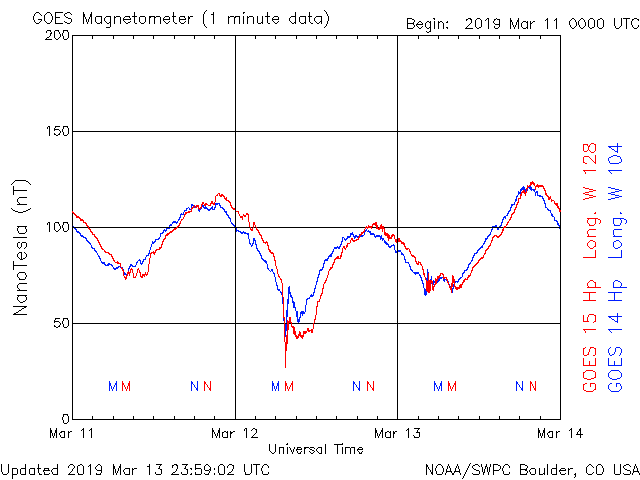 GOES Magnetometer (1 minute data)
Begin: 2019 Mar 11 0000 UTC
200
150
100
50
0
NanoTesla (nT)
M M N N M M N N M M N N
Mar 11 Mar 12 Mar 13 Mar 14
Universal Time
GOES 15 Hp Long. W 128
GOES 14 Hp Long. W 104
Updated 2019 Mar 13 23:59:02 UTC
NOAA/SWPC Boulder, CO USA